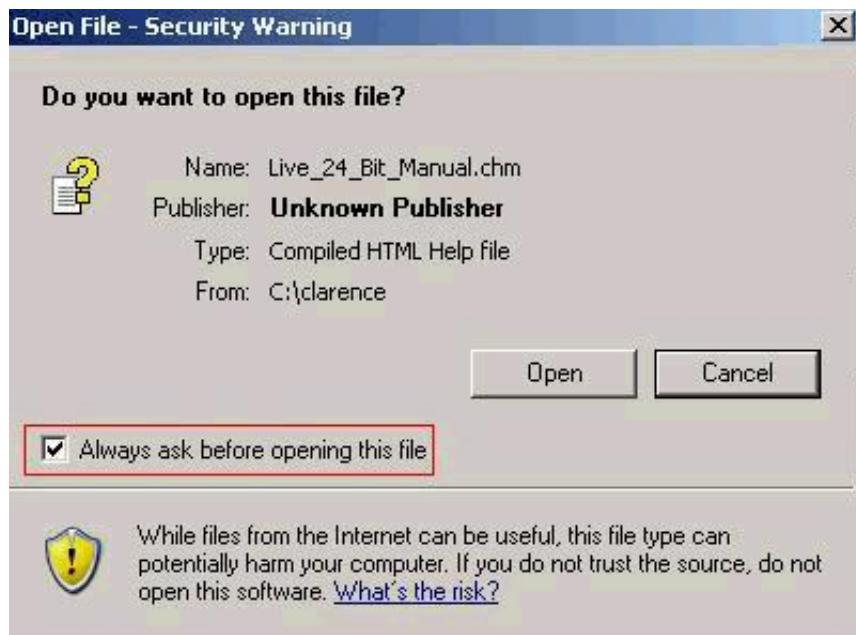 Open File - Security Warning
Do you want to open this file?
Name: Live_24_Bit_Manual.chm
Publisher: Unknown Publisher
Type: Compiled HTML Help file
From: C:\clarence
Open Cancel
Always ask before opening this file
While files from the Internet can be useful, this file type can
potentially harm your computer. If you do not trust the source, do not
open this software. What's the risk?